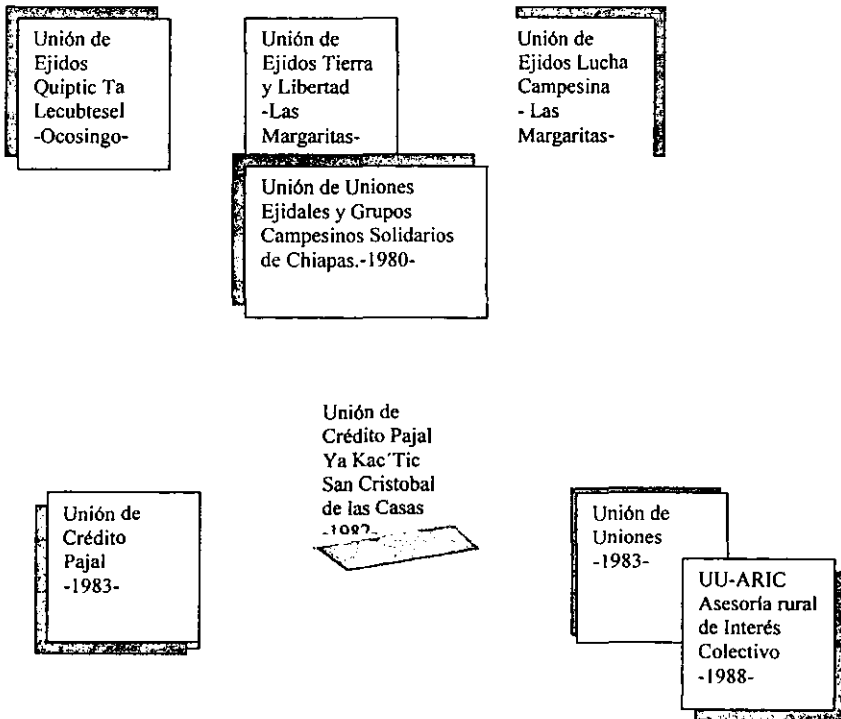 Unión de
Ejidos
Quiptic Ta
Lecubtesel
-Ocosingo-
Unión de
Ejidos Tierra
y Libertad
-Las
Margaritas-
Unión de
Ejidos Lucha
Campesina
- Las
Margaritas-
Unión de Uniones
Ejidales y Grupos
Campesinos Solidarios
de Chiapas.-1980-
Unión de
Crédito Pajal
Ya Kac´Tic
San Cristobal
de las Casas
-1982-
Unión de
Crédito
Pajal
-1983-
Unión de
Uniones
-1983-
UU-ARIC
Asesoría rural
de Interés
Colectivo
-1988-